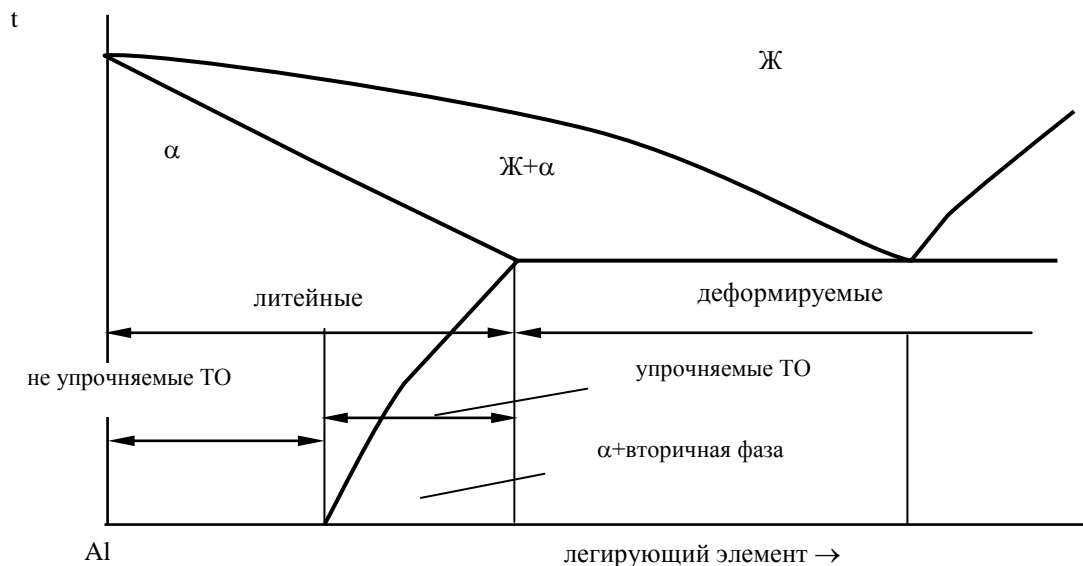 t
Ж
α
Ж+α
литейные
деформируемые
не упрочняемые ТО
упрочняемые ТО
α+вторичная фаза
Al
легирующий элемент →